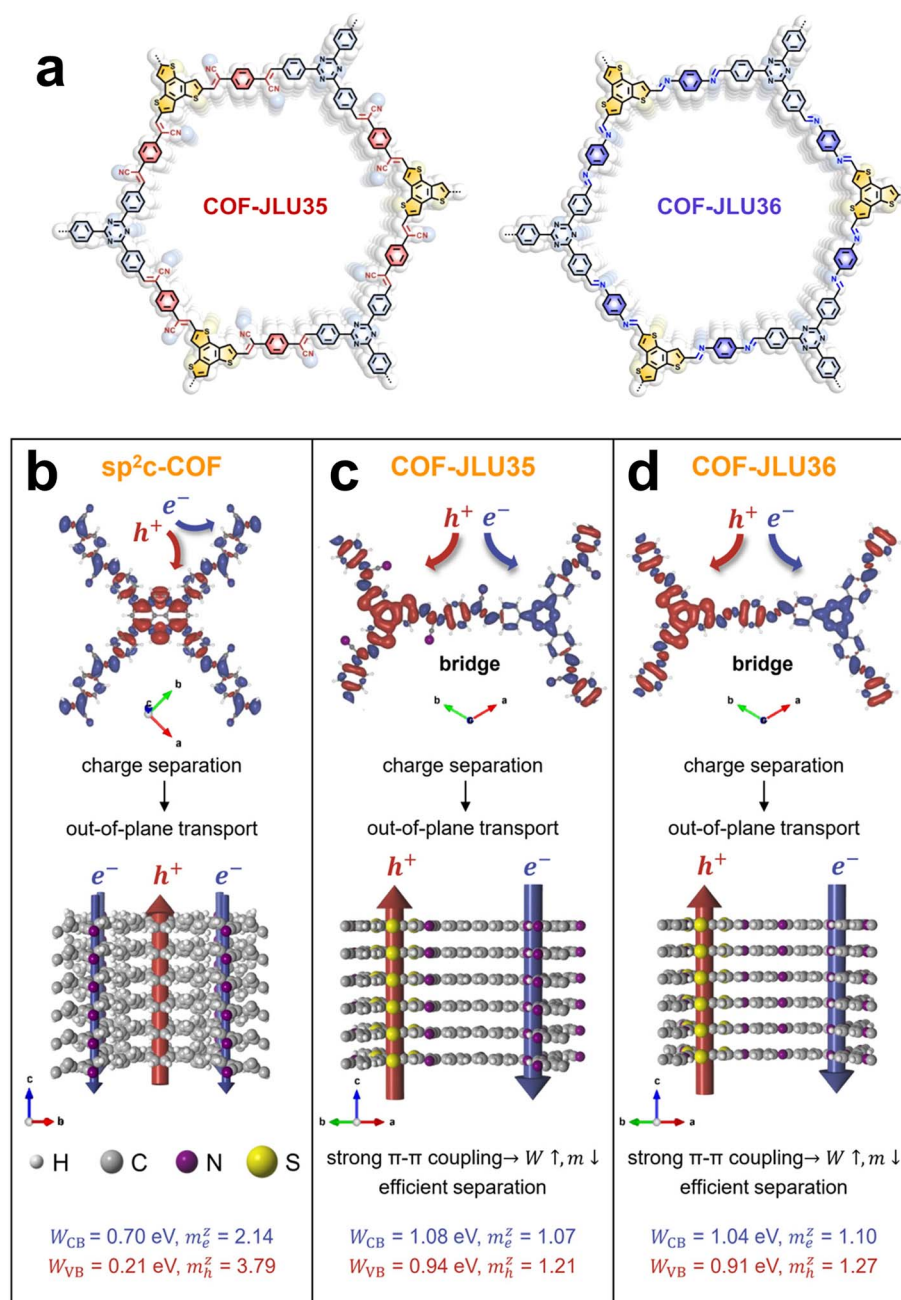 a
COF-JLU35
COF-JLU36
b
sp²c-COF
e⁻
h⁺
b
c
a
charge separation
out-of-plane transport
e⁻ h⁺ e⁻
c
b
H C N S
W_CB = 0.70 eV, m_e^z = 2.14
W_VB = 0.21 eV, m_h^z = 3.79
c
COF-JLU35
h⁺ e⁻
bridge
b a
c
charge separation
out-of-plane transport
h⁺ e⁻
c
b a
strong π-π coupling→ W ↑, m ↓
efficient separation
W_CB = 1.08 eV, m_e^z = 1.07
W_VB = 0.94 eV, m_h^z = 1.21
d
COF-JLU36
h⁺ e⁻
bridge
b a
c
charge separation
out-of-plane transport
h⁺ e⁻
c
b a
strong π-π coupling→ W ↑, m ↓
efficient separation
W_CB = 1.04 eV, m_e^z = 1.10
W_VB = 0.91 eV, m_h^z = 1.27